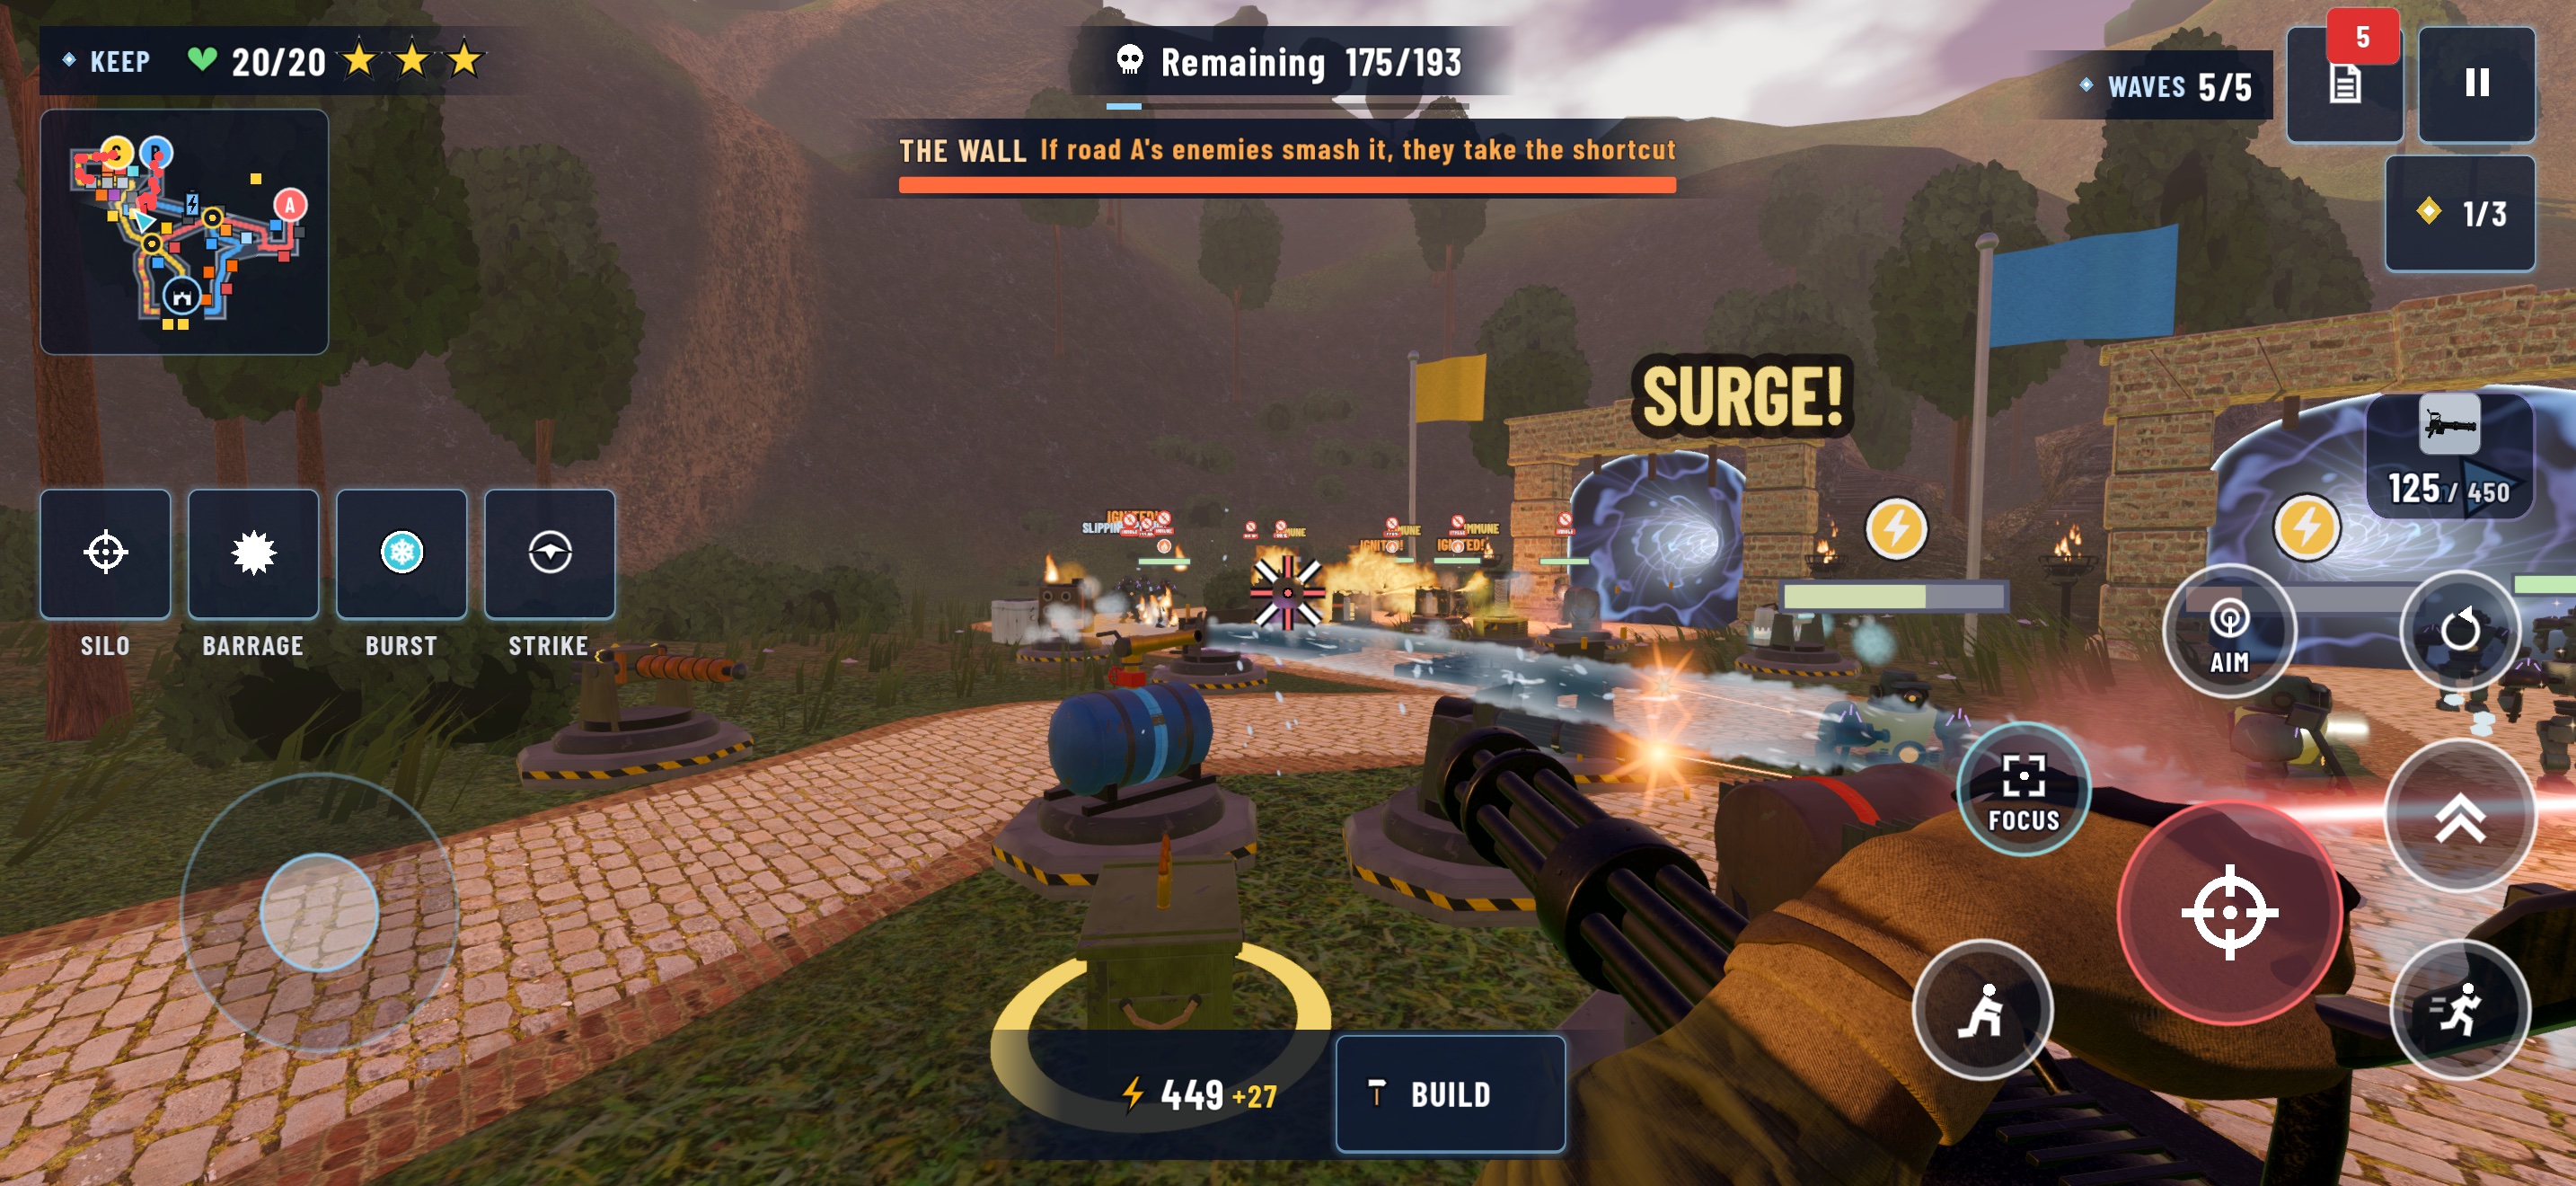 KEEP 20/20
Remaining 175/193
WAVES 5/5
5
THE WALL If road A's enemies smash it, they take the shortcut
1/3
A
SURGE!
125 / 450
SILO
BARRAGE
BURST
STRIKE
AIM
FOCUS
449 +27
BUILD